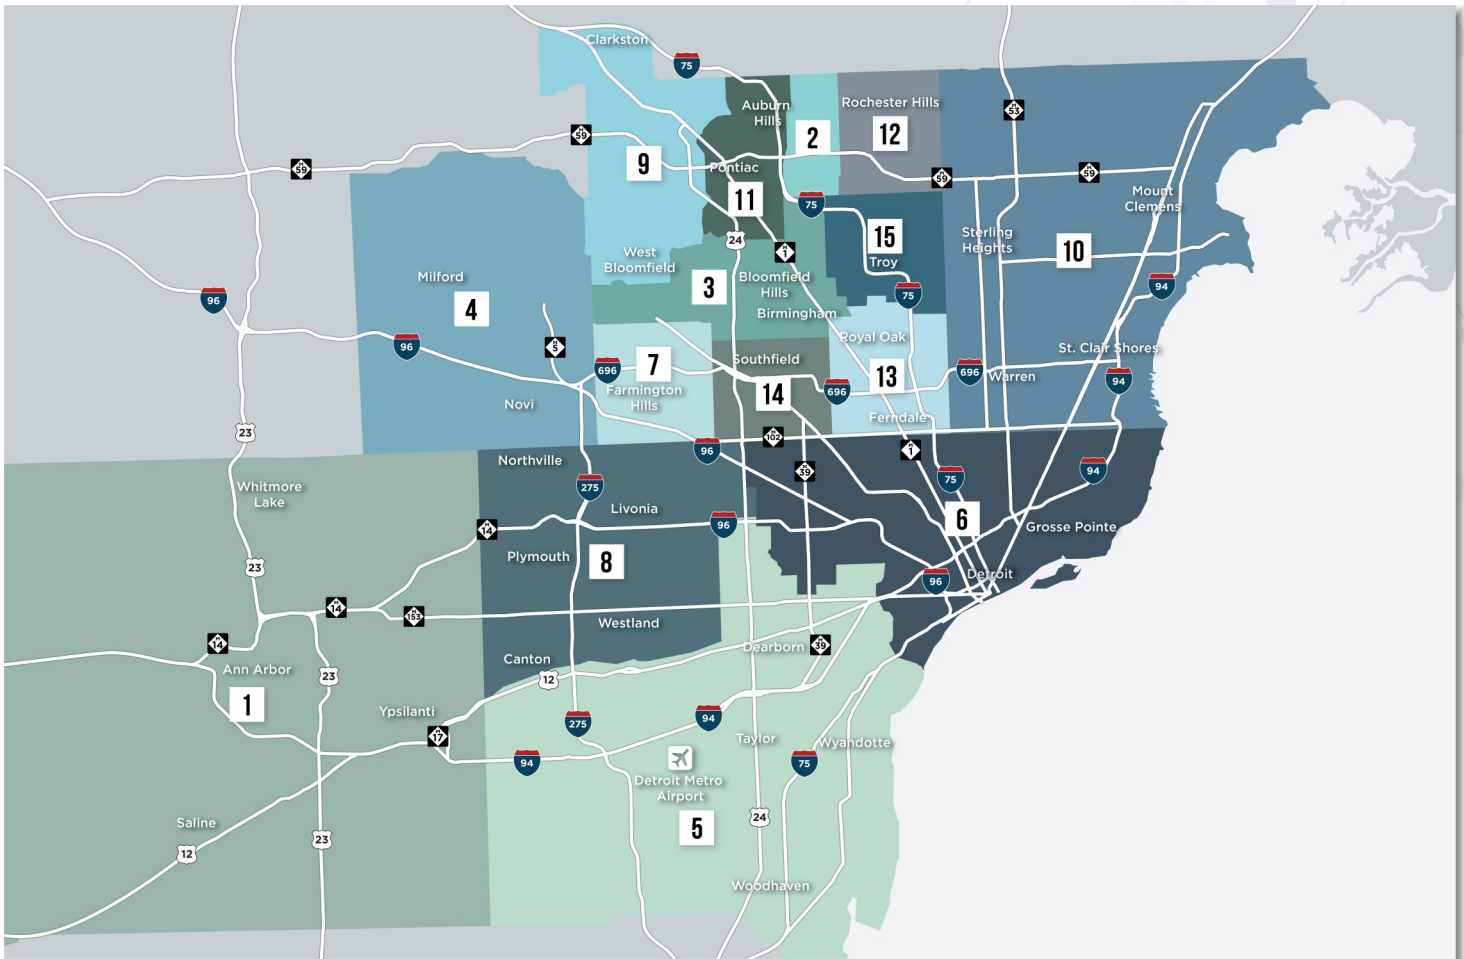 Clarkston
75
Auburn
Hills
Rochester Hills
53
59
2
12
9
59
Pontiac
59
59
11
75
Mount
Clemens
15
Sterling
Heights
24
M
1
10
West
Bloomfield
Troy
Milford
3
Bloomfield
Hills
94
4
75
96
Birmingham
96
M
5
Royal Oak
St. Clair Shores
7
Southfield
696
13
696
Warren
94
Farmington
Hills
14
696
Novi
Ferndale
23
M
102
96
M
1
Northville
M
39
94
75
Whitmore
Lake
275
Livonia
6
M
14
96
Grosse Pointe
Plymouth
8
23
Detroit
96
M
14
M
153
Westland
M
14
Dearborn
M
39
Canton
Ann Arbor
23
12
1
Ypsilanti
94
275
M
17
Taylor
Wyandotte
94
75
Detroit Metro
Airport
24
Saline
5
23
12
Woodhaven